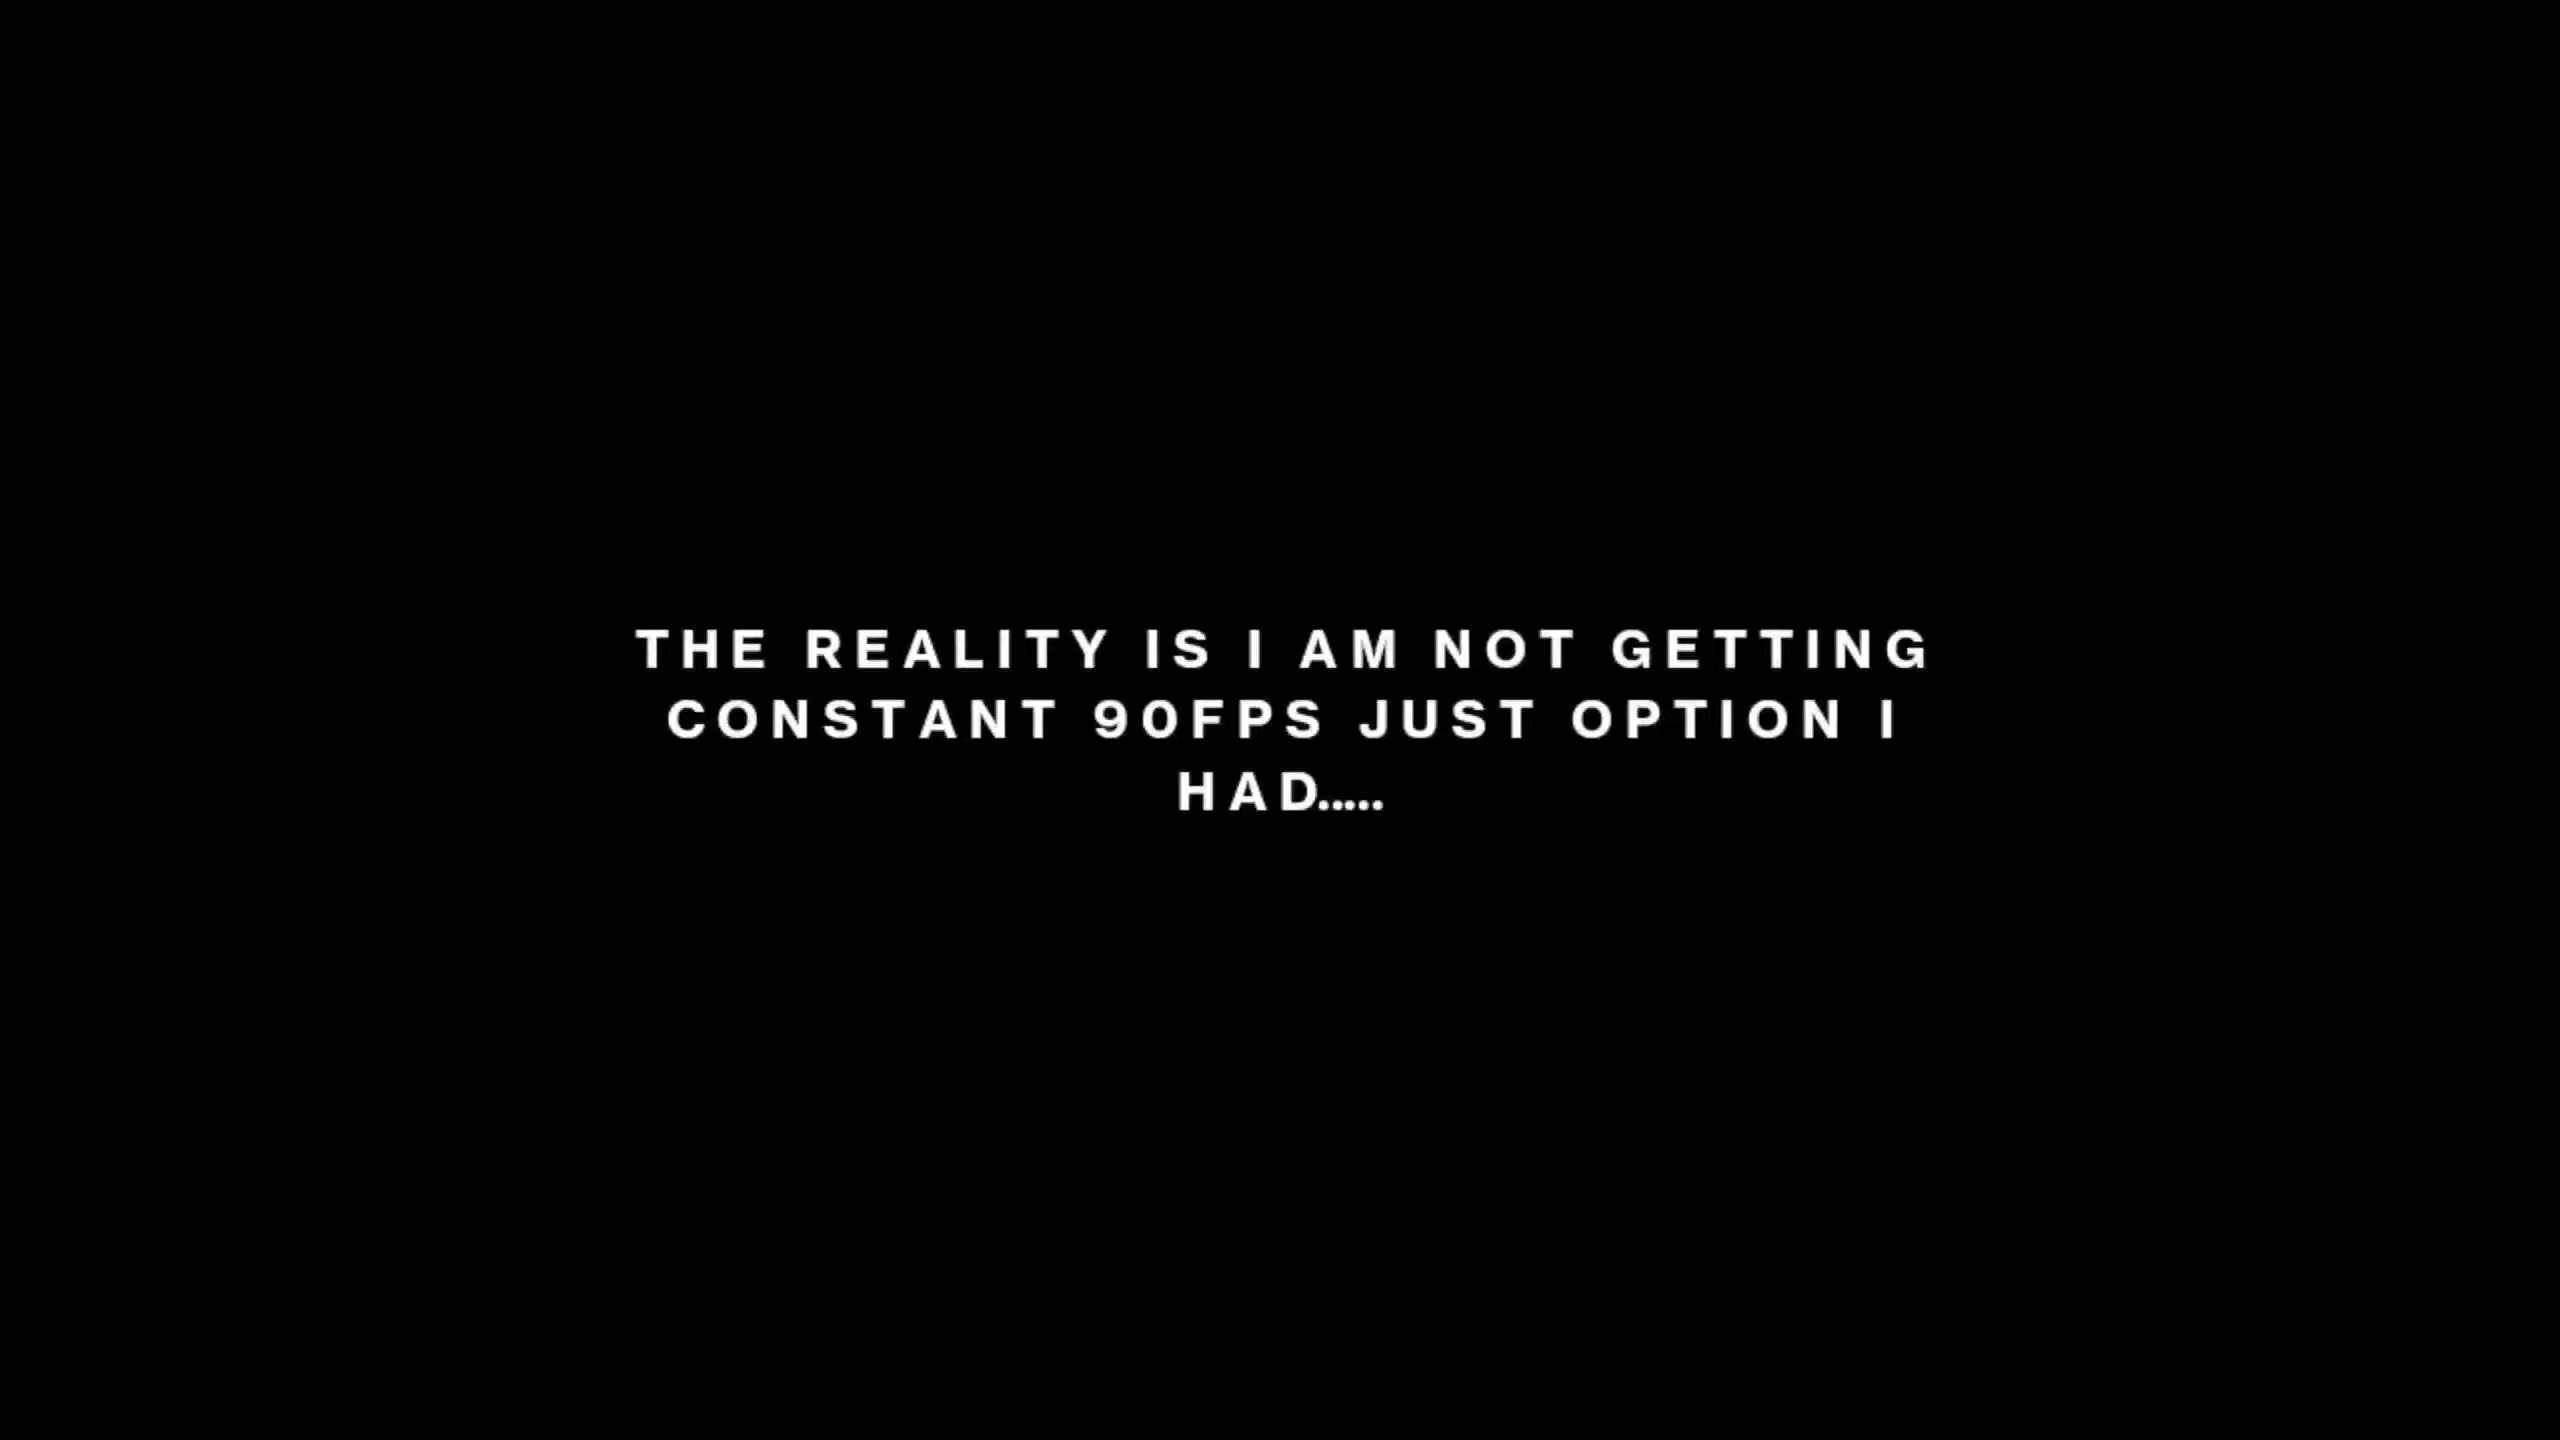 THE REALITY IS I AM NOT GETTING
CONSTANT 90FPS JUST OPTION I
HAD.....